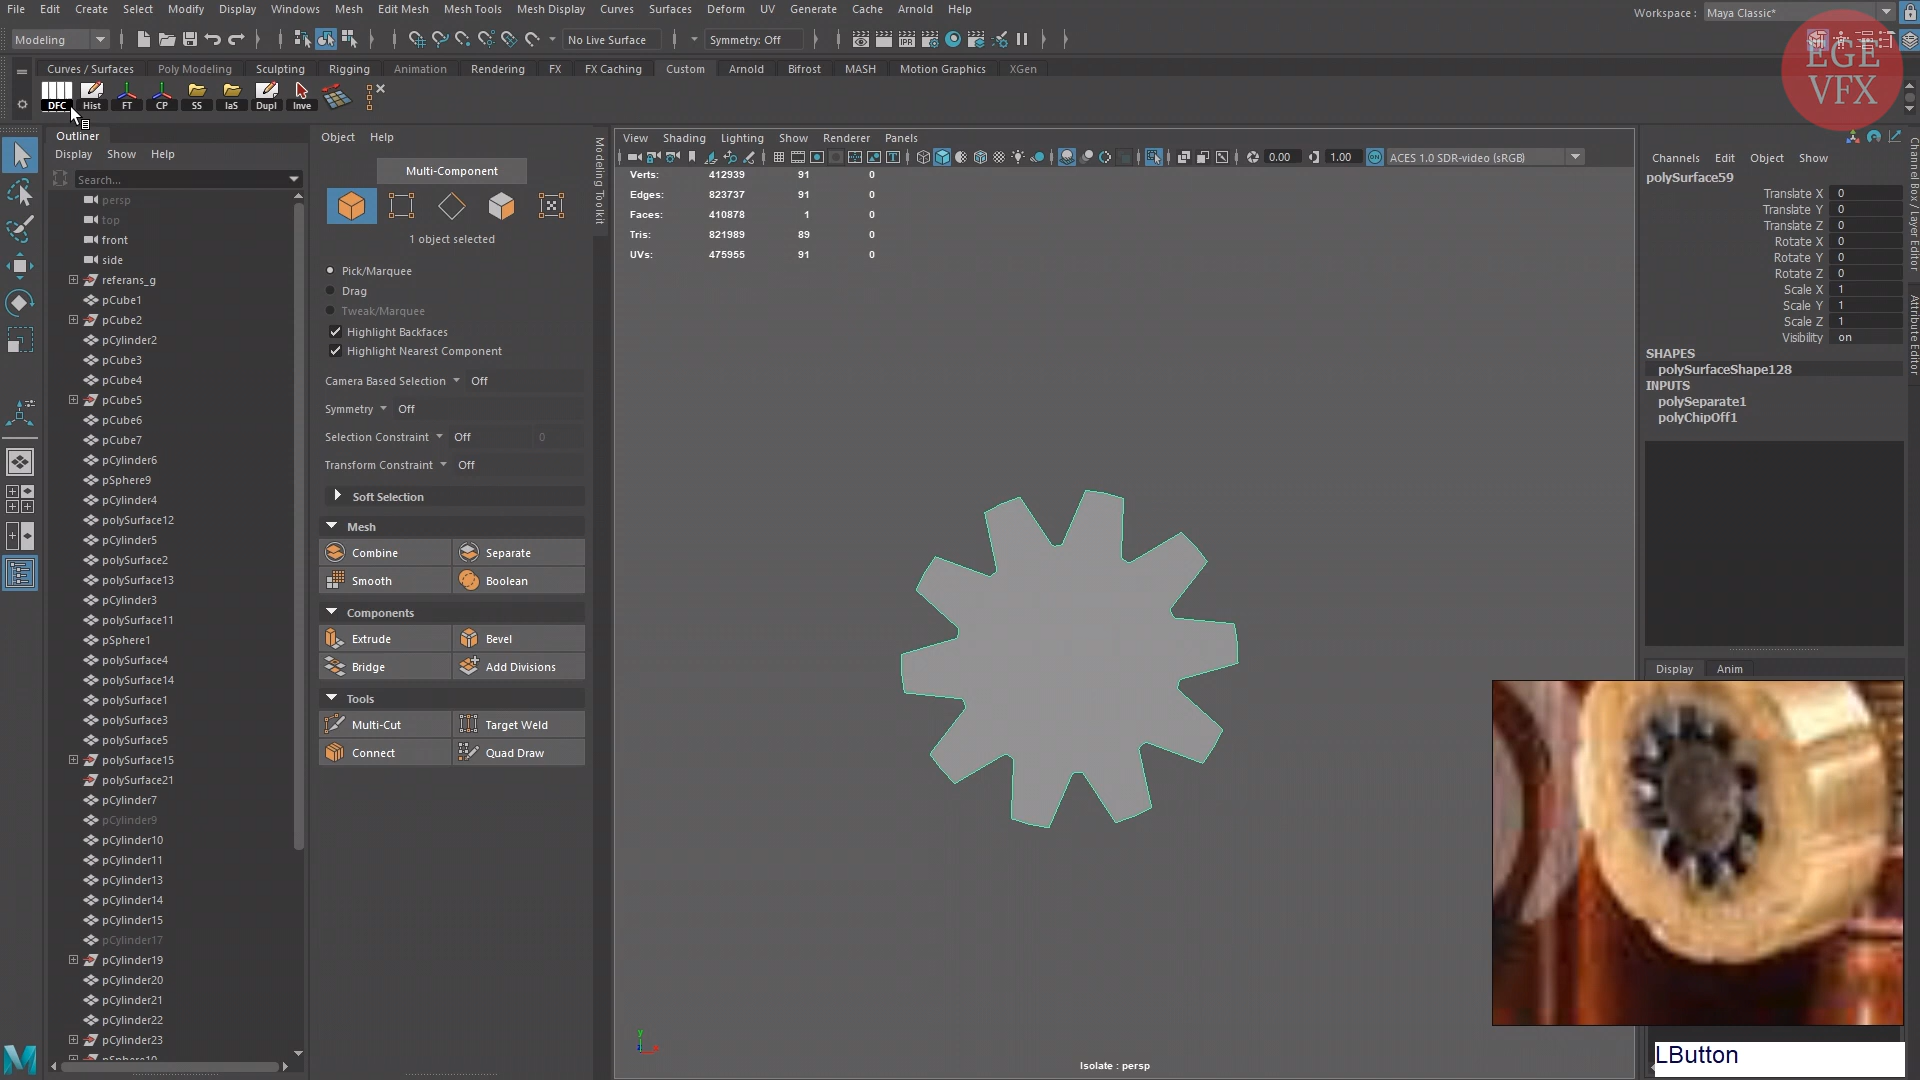 File Edit Create Select Modify Display Windows Mesh Edit Mesh Mesh Tools Mesh Display Curves Surfaces Deform UV Generate Cache Arnold Help
Workspace : Maya Classic*
Modeling No Live Surface Symmetry: Off
EGE
VFX
Curves / Surfaces Poly Modeling Sculpting Rigging Animation Rendering FX FX Caching Custom Arnold Bifrost MASH Motion Graphics XGen
DFC Hist FT CP SS IaS Dupl Inve
Outliner
Display Show Help
Search...
persp
top
front
side
referans_g
pCube1
pCube2
pCylinder2
pCube3
pCube4
pCube5
pCube6
pCube7
pCylinder6
pSphere9
pCylinder4
polySurface12
pCylinder5
polySurface2
polySurface13
pCylinder3
polySurface11
pSphere1
polySurface4
polySurface14
polySurface1
polySurface3
polySurface5
polySurface15
polySurface21
pCylinder7
pCylinder9
pCylinder10
pCylinder11
pCylinder13
pCylinder14
pCylinder15
pCylinder17
pCylinder19
pCylinder20
pCylinder21
pCylinder22
pCylinder23
pSphere10
Object Help
Multi-Component
1 object selected
Pick/Marquee
Drag
Tweak/Marquee
Highlight Backfaces
Highlight Nearest Component
Camera Based Selection Off
Symmetry Off
Selection Constraint Off 0
Transform Constraint Off
Soft Selection
Mesh
Combine Separate
Smooth Boolean
Components
Extrude Bevel
Bridge Add Divisions
Tools
Multi-Cut Target Weld
Connect Quad Draw
Modeling Toolkit
View Shading Lighting Show Renderer Panels
0.00 1.00 ACES 1.0 SDR-video (sRGB)
Verts: 412939 91 0
Edges: 823737 91 0
Faces: 410878 1 0
Tris: 821989 89 0
UVs: 475955 91 0
y
Isolate : persp
Channels Edit Object Show
polySurface59
Translate X 0
Translate Y 0
Translate Z 0
Rotate X 0
Rotate Y 0
Rotate Z 0
Scale X 1
Scale Y 1
Scale Z 1
Visibility on
SHAPES
polySurfaceShape128
INPUTS
polySeparate1
polyChipOff1
Display Anim
Channel Box / Layer Editor
Attribute Editor
LButton